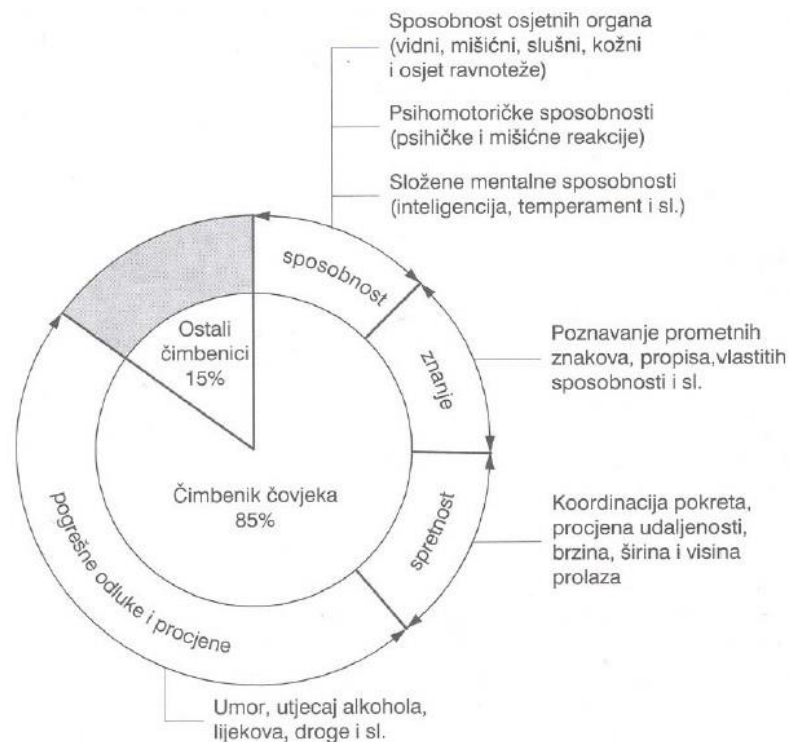 Sposobnost osjetnih organa
(vidni, mišićni, slušni, kožni
i osjet ravnoteže)
Psihomotoričke sposobnosti
(psihičke i mišićne reakcije)
Složene mentalne sposobnosti
(inteligencija, temperament i sl.)
sposobnost
Ostali
čimbenici
15%
znanje
Poznavanje prometnih
znakova, propisa,vlastitih
sposobnosti i sl.
Čimbenik čovjeka
85%
spretnost
Koordinacija pokreta,
procjena udaljenosti,
brzina, širina i visina
prolaza
pogrešne odluke i procjene
Umor, utjecaj alkohola,
lijekova, droge i sl.